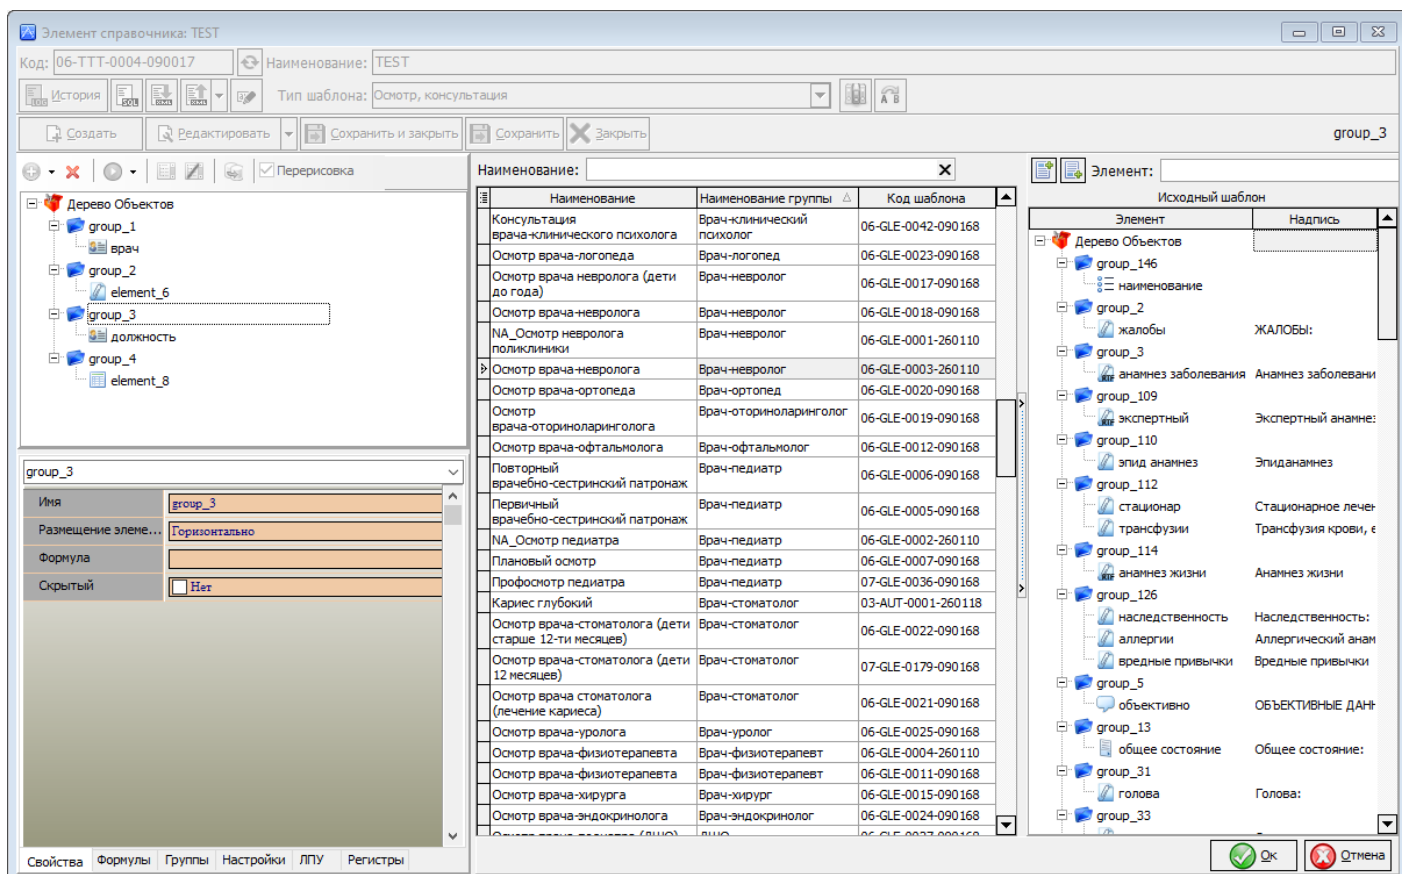 Элемент справочника: TEST
Код: 06-TTT-0004-090017 Наименование: TEST
История Тип шаблона: Осмотр, консультация
Создать Редактировать Сохранить и закрыть Сохранить Закрыть group_3
Перерисовка
Дерево Объектов
group_1
врач
group_2
element_6
group_3
должность
group_4
element_8
group_3
Имя group_3
Размещение элеме... Горизонтально
Формула
Скрытый Нет
Свойства Формулы Группы Настройки ЛПУ Регистры
Наименование:
Наименование Наименование группы Код шаблона
Консультация Врач-клинический
врача-клинического психолога психолог 06-GLE-0042-090168
Осмотр врача-логопеда Врач-логопед 06-GLE-0023-090168
Осмотр врача невролога (дети Врач-невролог 06-GLE-0017-090168
до года)
Осмотр врача-невролога Врач-невролог 06-GLE-0018-090168
NA_Осмотр невролога Врач-невролог 06-GLE-0001-260110
поликлиники
Осмотр врача-невролога Врач-невролог 06-GLE-0003-260110
Осмотр врача-ортопеда Врач-ортопед 06-GLE-0020-090168
Осмотр Врач-оториноларинголог 06-GLE-0019-090168
врача-оториноларинголога
Осмотр врача-офтальмолога Врач-офтальмолог 06-GLE-0012-090168
Повторный Врач-педиатр 06-GLE-0006-090168
врачебно-сестринский патронаж
Первичный Врач-педиатр 06-GLE-0005-090168
врачебно-сестринский патронаж
NA_Осмотр педиатра Врач-педиатр 06-GLE-0002-260110
Плановый осмотр Врач-педиатр 06-GLE-0007-090168
Профосмотр педиатра Врач-педиатр 07-GLE-0036-090168
Кариес глубокий Врач-стоматолог 03-AUT-0001-260118
Осмотр врача-стоматолога (дети Врач-стоматолог 06-GLE-0022-090168
старше 12-ти месяцев)
Осмотр врача-стоматолога (дети Врач-стоматолог 07-GLE-0179-090168
12 месяцев)
Осмотр врача стоматолога Врач-стоматолог 06-GLE-0021-090168
(лечение кариеса)
Осмотр врача-уролога Врач-уролог 06-GLE-0025-090168
Осмотр врача-физиотерапевта Врач-физиотерапевт 06-GLE-0004-260110
Осмотр врача-физиотерапевта Врач-физиотерапевт 06-GLE-0011-090168
Осмотр врача-хирурга Врач-хирург 06-GLE-0015-090168
Осмотр врача-эндокринолога Врач-эндокринолог 06-GLE-0024-090168
Элемент:
Исходный шаблон
Элемент Надпись
Дерево Объектов
group_146
наименование
group_2
жалобы ЖАЛОБЫ:
group_3
анамнез заболевания Анамнез заболевани
group_109
экспертный Экспертный анамнез
group_110
эпид анамнез Эпиданамнез
group_112
стационар Стационарное лечен
трансфузии Трансфузия крови, е
group_114
анамнез жизни Анамнез жизни
group_126
наследственность Наследственность:
аллергии Аллергический анам
вредные привычки Вредные привычки
group_5
объективно ОБЪЕКТИВНЫЕ ДАНН
group_13
общее состояние Общее состояние:
group_31
голова Голова:
group_33
Ок Отмена